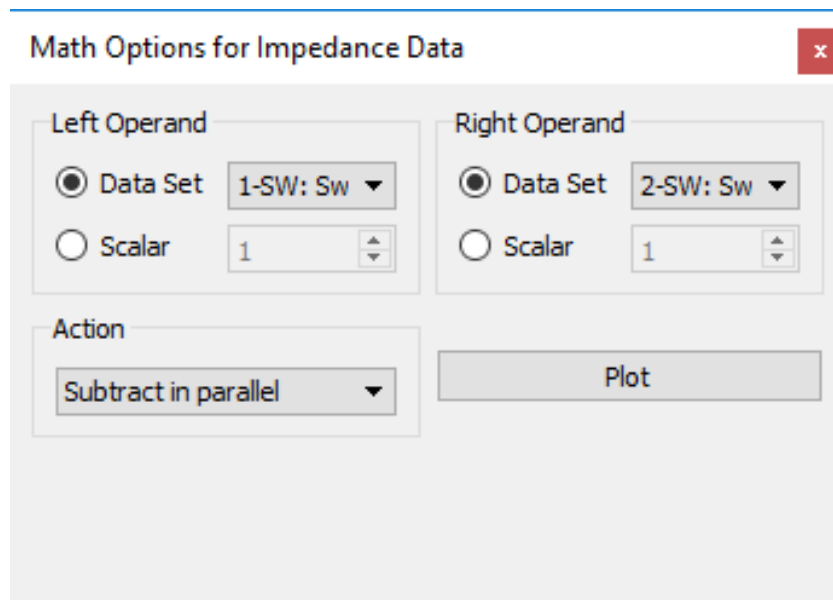 Math Options for Impedance Data
x
Left Operand
Data Set 1-SW: Sw
Scalar 1
Right Operand
Data Set 2-SW: Sw
Scalar 1
Action
Subtract in parallel
Plot